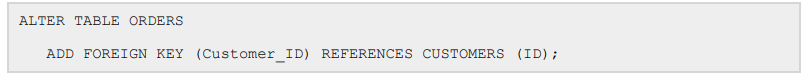 ALTER TABLE ORDERS
ADD FOREIGN KEY (Customer_ID) REFERENCES CUSTOMERS (ID);